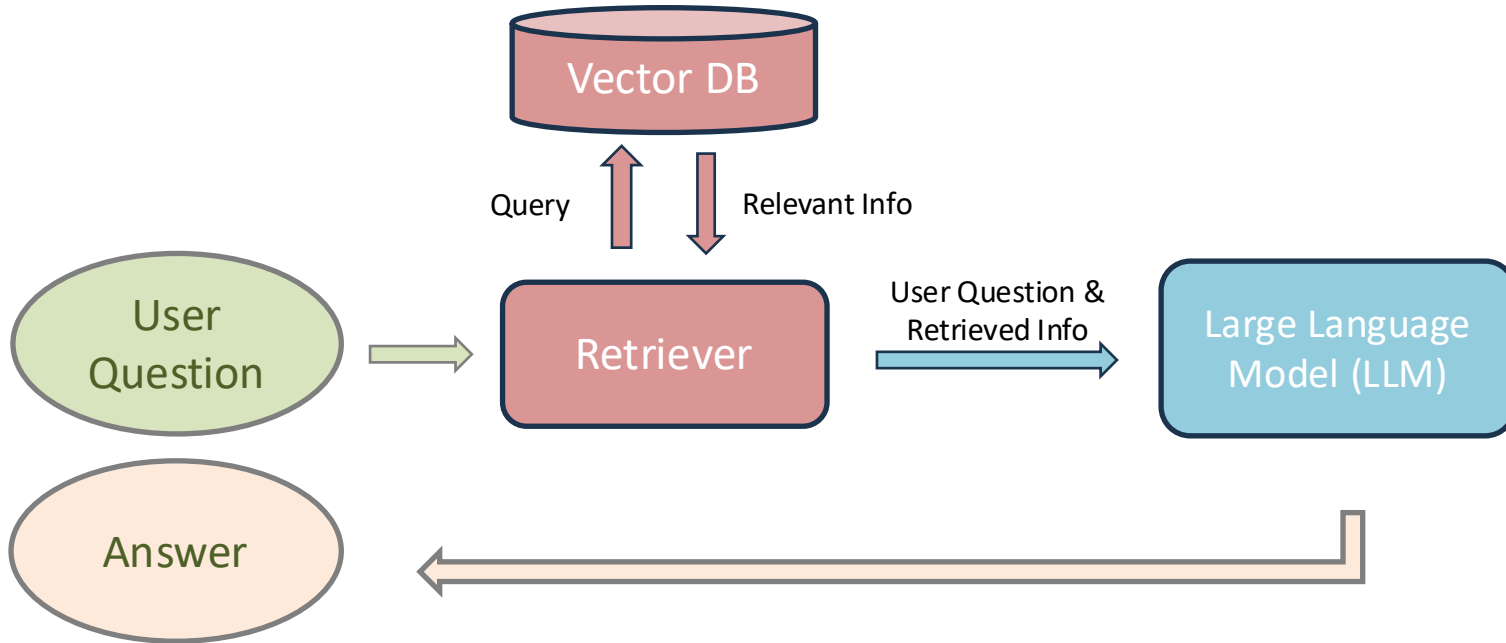 Vector DB
Query
Relevant Info
User
Question
Retriever
User Question &
Retrieved Info
Large Language
Model (LLM)
Answer